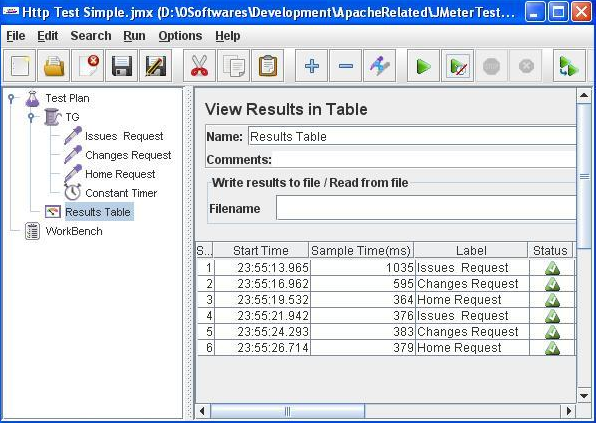 Http Test Simple.jmx (D:\0Softwares\Development\ApacheRelated\JMeterTest...
File Edit Search Run Options Help
STOP
Test Plan
TG
Issues Request
Changes Request
Home Request
Constant Timer
Results Table
WorkBench
View Results in Table
Name: Results Table
Comments:
Write results to file / Read from file
Filename
S... Start Time Sample Time(ms) Label Status
1 23:55:13.965 1035 Issues Request
2 23:55:16.962 595 Changes Request
3 23:55:19.532 364 Home Request
4 23:55:21.942 376 Issues Request
5 23:55:24.293 383 Changes Request
6 23:55:26.714 379 Home Request